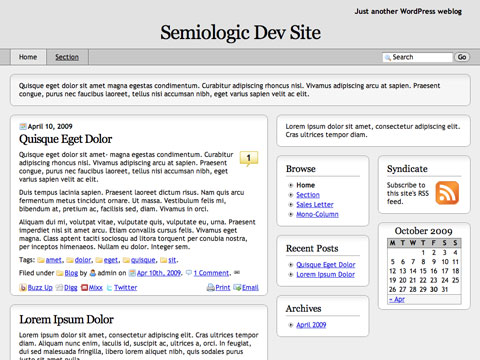 Just another WordPress weblog
Semiologic Dev Site
Home
Section
Search Here
Go
Quisque eget dolor sit amet magna egestas condimentum. Curabitur adipiscing rhoncus nisl. Vivamus adipiscing arcu at sapien. Praesent
congue, purus nec faucibus laoreet, tellus nisi accumsan nibh, eget varius sapien velit ac elit.
April 10, 2009
Quisque Eget Dolor
1
Quisque eget dolor sit amet- magna egestas condimentum. Curabitur
adipiscing rhoncus nisl. Vivamus adipiscing arcu at sapien. Praesent
congue, purus nec faucibus laoreet, tellus nisi accumsan nibh, eget
varius sapien velit ac elit.
Duis tempus lacinia sapien. Praesent laoreet dictum risus. Nam quis arcu
fermentum metus tincidunt ornare. Ut massa. Vestibulum felis mi,
bibendum at, pretium ac, facilisis sed, diam. Vivamus in orci.
Aliquam dui mi, volutpat vitae, vulputate quis, vulputate eu, urna. Praesent
imperdiet nisi sit amet arcu. Etiam convallis cursus felis. Vivamus eget
magna. Class aptent taciti sociosqu ad litora torquent per conubia nostra,
per inceptos himenaeos. Nullam eu dolor. Integer sem.
Tags: amet, dolor, eget, quisque, sit.
Filed under Blog by admin on Apr 10th, 2009. 1 Comment.
Buzz Up Digg Mixx Twitter
Print Email
Lorem Ipsum Dolor
Lorem ipsum dolor sit amet, consectetur adipiscing elit. Cras ultrices tempor
diam. Aliquam nunc enim, iaculis id, suscipit ac, ultrices a, orci. In feugiat,
dui sed malesuada fringilla, libero lorem aliquet nibh, quis sodales purus
Lorem ipsum dolor sit amet, consectetur adipiscing elit.
Cras ultrices tempor diam.
Browse
Home
Section
Sales Letter
Mono-Column
Recent Posts
Quisque Eget Dolor
Lorem Ipsum Dolor
Archives
April 2009
Syndicate
Subscribe to
this site's RSS
feed.
October 2009
M T W T F S S
1 2 3 4
5 6 7 8 9 10 11
12 13 14 15 16 17 18
19 20 21 22 23 24 25
26 27 28 29 30 31
« Apr